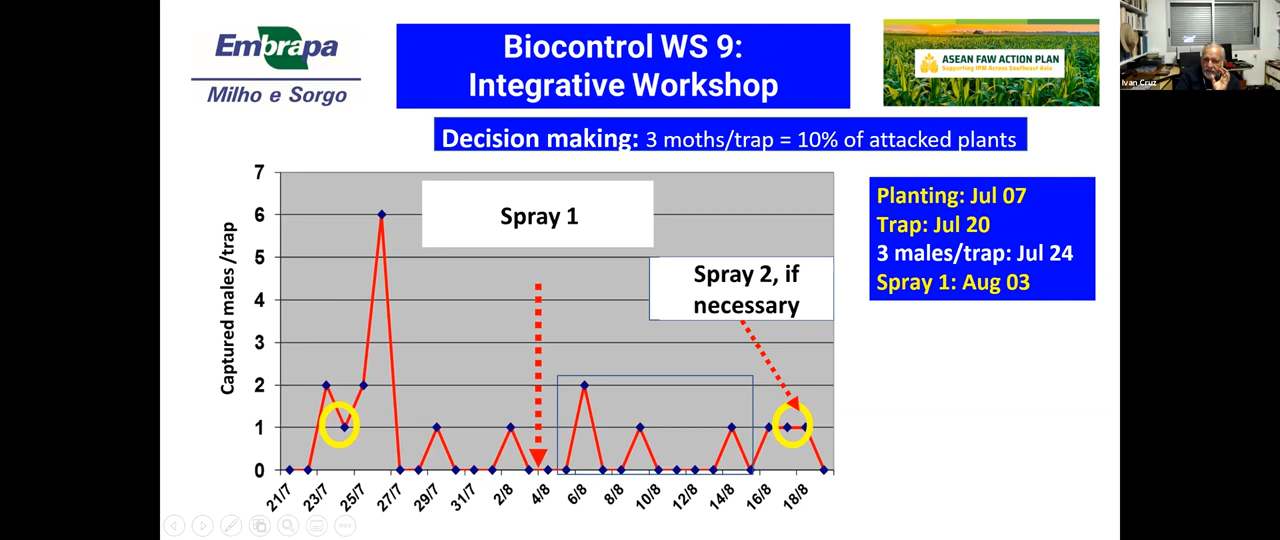 Embrapa
Milho e Sorgo
Biocontrol WS 9:
Integrative Workshop
ASEAN FAW ACTION PLAN
Supporting IPM Across Southeast Asia
Ivan Cruz
Decision making: 3 moths/trap = 10% of attacked plants
Captured males /trap
7
6
5
4
3
2
1
0
Spray 1
Spray 2, if
necessary
21/7
23/7
25/7
27/7
29/7
31/7
2/8
4/8
6/8
8/8
10/8
12/8
14/8
16/8
18/8
Planting: Jul 07
Trap: Jul 20
3 males/trap: Jul 24
Spray 1: Aug 03